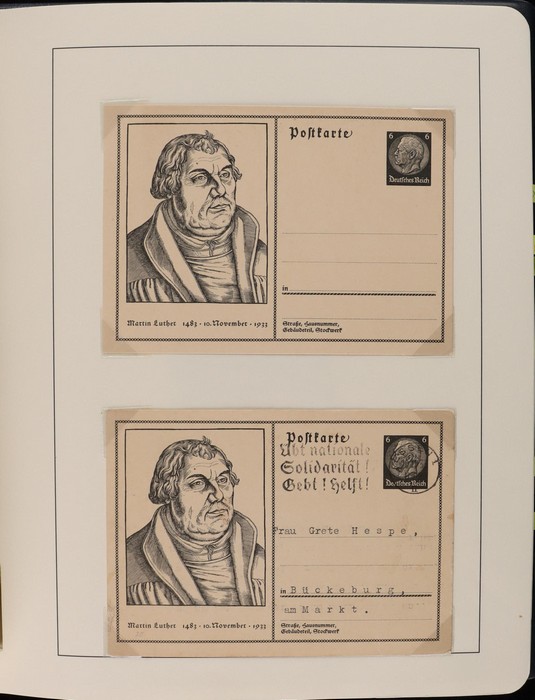 Postkarte
6 6
Deutsches Reich
in
Martin Luther 1483 · 10. November · 1933
Straße, Hausnummer,
Gebäudeteil, Stockwerk
Postkarte
6 6
Übt nationale
Solidarität!
Gebt! Helft!
Deutsches Reich
Frau Grete Hespe,
in Bückeburg,
am Markt.
Martin Luther 1483 · 10. November · 1933
Straße, Hausnummer,
Gebäudeteil, Stockwerk